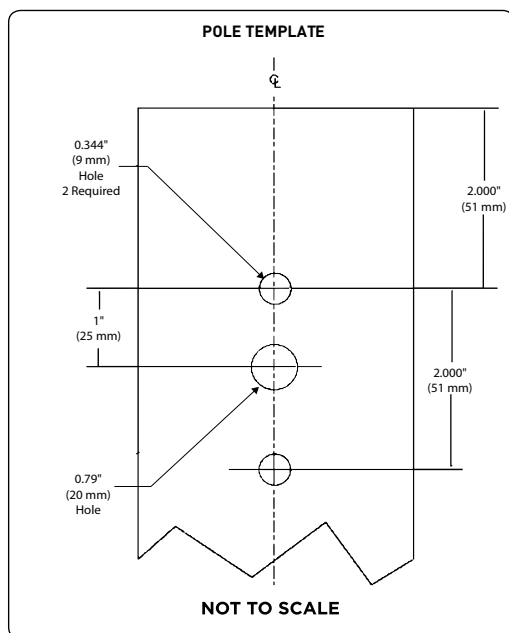 POLE TEMPLATE
℄
0.344"
(9 mm)
Hole
2 Required
2.000"
(51 mm)
1"
(25 mm)
2.000"
(51 mm)
0.79"
(20 mm)
Hole
NOT TO SCALE